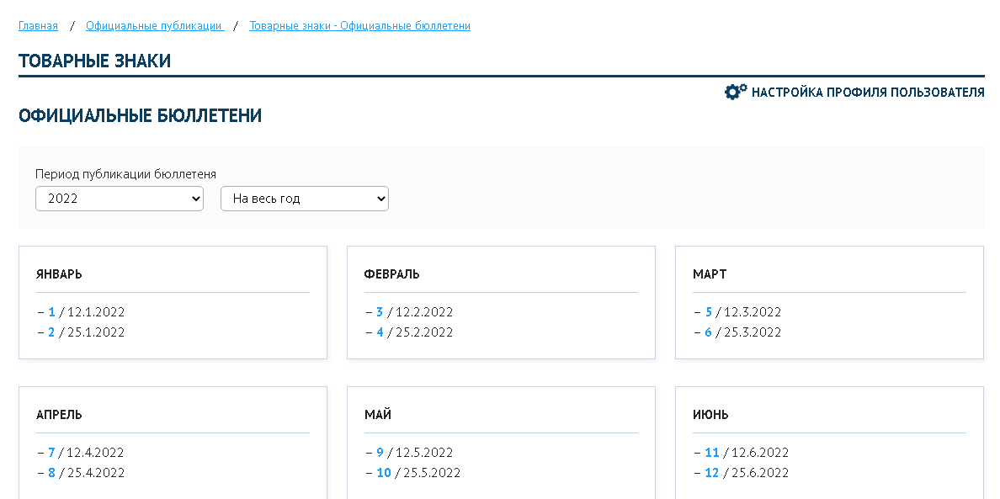 Главная / Официальные публикации / Товарные знаки - Официальные бюллетени
ТОВАРНЫЕ ЗНАКИ
НАСТРОЙКА ПРОФИЛЯ ПОЛЬЗОВАТЕЛЯ
ОФИЦИАЛЬНЫЕ БЮЛЛЕТЕНИ
Период публикации бюллетеня
2022 На весь год
ЯНВАРЬ
– 1 / 12.1.2022
– 2 / 25.1.2022
ФЕВРАЛЬ
– 3 / 12.2.2022
– 4 / 25.2.2022
МАРТ
– 5 / 12.3.2022
– 6 / 25.3.2022
АПРЕЛЬ
– 7 / 12.4.2022
– 8 / 25.4.2022
МАЙ
– 9 / 12.5.2022
– 10 / 25.5.2022
ИЮНЬ
– 11 / 12.6.2022
– 12 / 25.6.2022